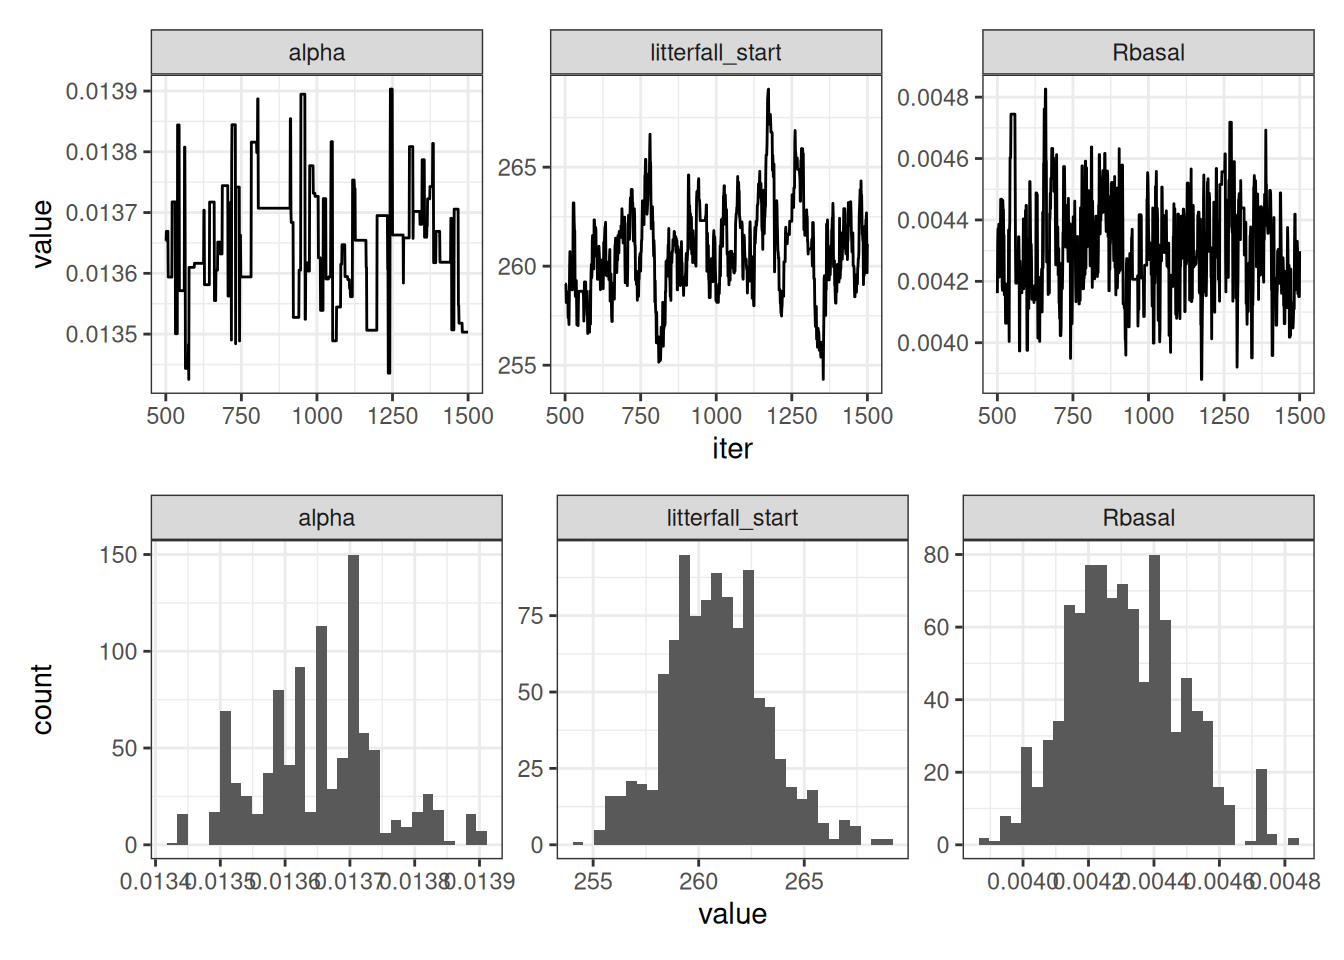 alpha
litterfall_start
Rbasal
value
0.0139
0.0138
0.0137
0.0136
0.0135
265
260
255
0.0048
0.0046
0.0044
0.0042
0.0040
500 750 1000 1250 1500
500 750 1000 1250 1500
500 750 1000 1250 1500
iter
alpha
litterfall_start
Rbasal
count
150
100
50
0
75
50
25
0
80
60
40
20
0
0.0134 0.0135 0.0136 0.0137 0.0138 0.0139
255 260 265
0.0040 0.0042 0.0044 0.0046 0.0048
value